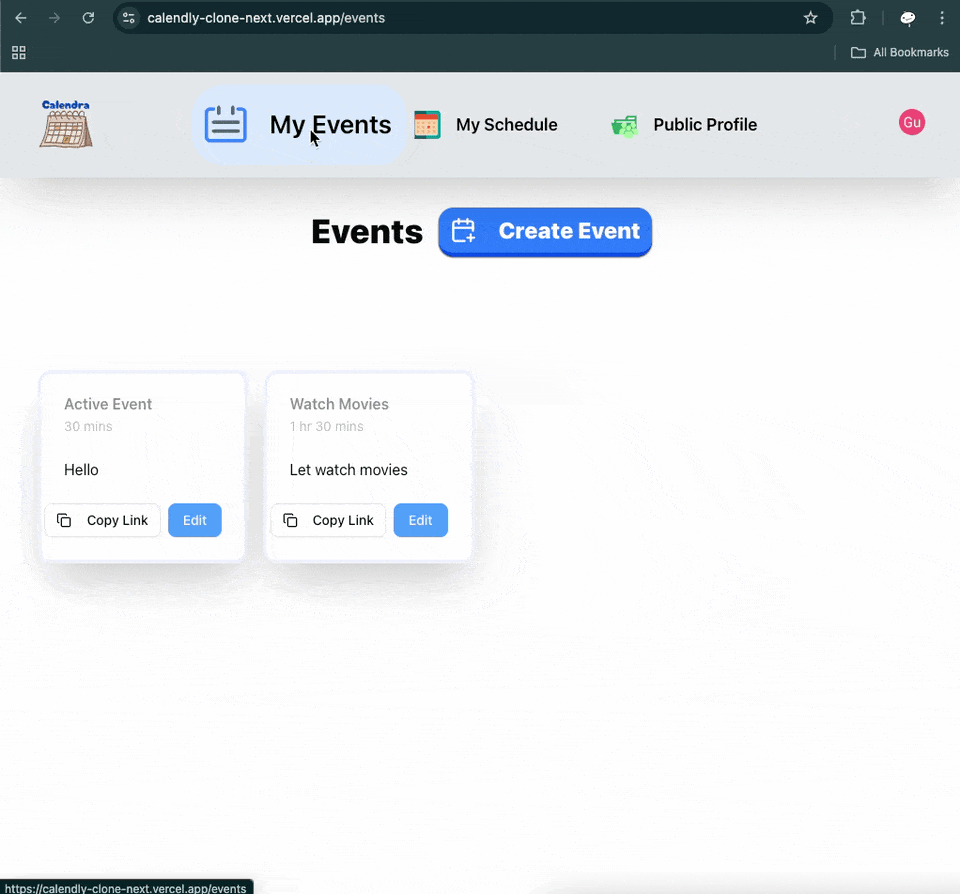 calendly-clone-next.vercel.app/events
All Bookmarks
Calendra
My Events
My Schedule
Public Profile
Gu
Events
Create Event
Active Event
30 mins
Hello
Copy Link
Edit
Watch Movies
1 hr 30 mins
Let watch movies
Copy Link
Edit
https://calendly-clone-next.vercel.app/events